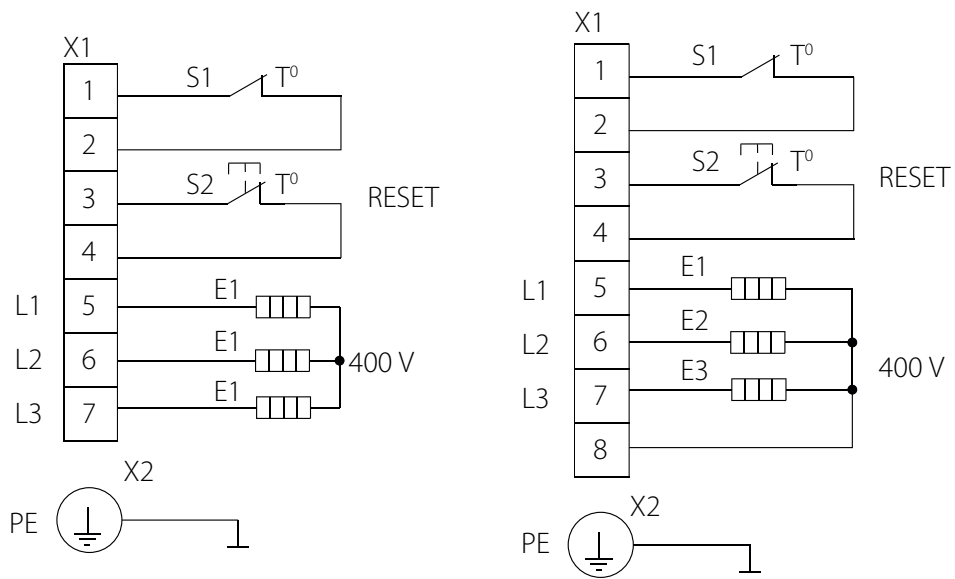 X1
1 S1 T⁰
2
3 S2 T⁰ RESET
4
L1 5 E1
L2 6 E1 400 V
L3 7 E1
X2
PE
X1
1 S1 T⁰
2
3 S2 T⁰ RESET
4
L1 5 E1
L2 6 E2 400 V
L3 7 E3
8
X2
PE